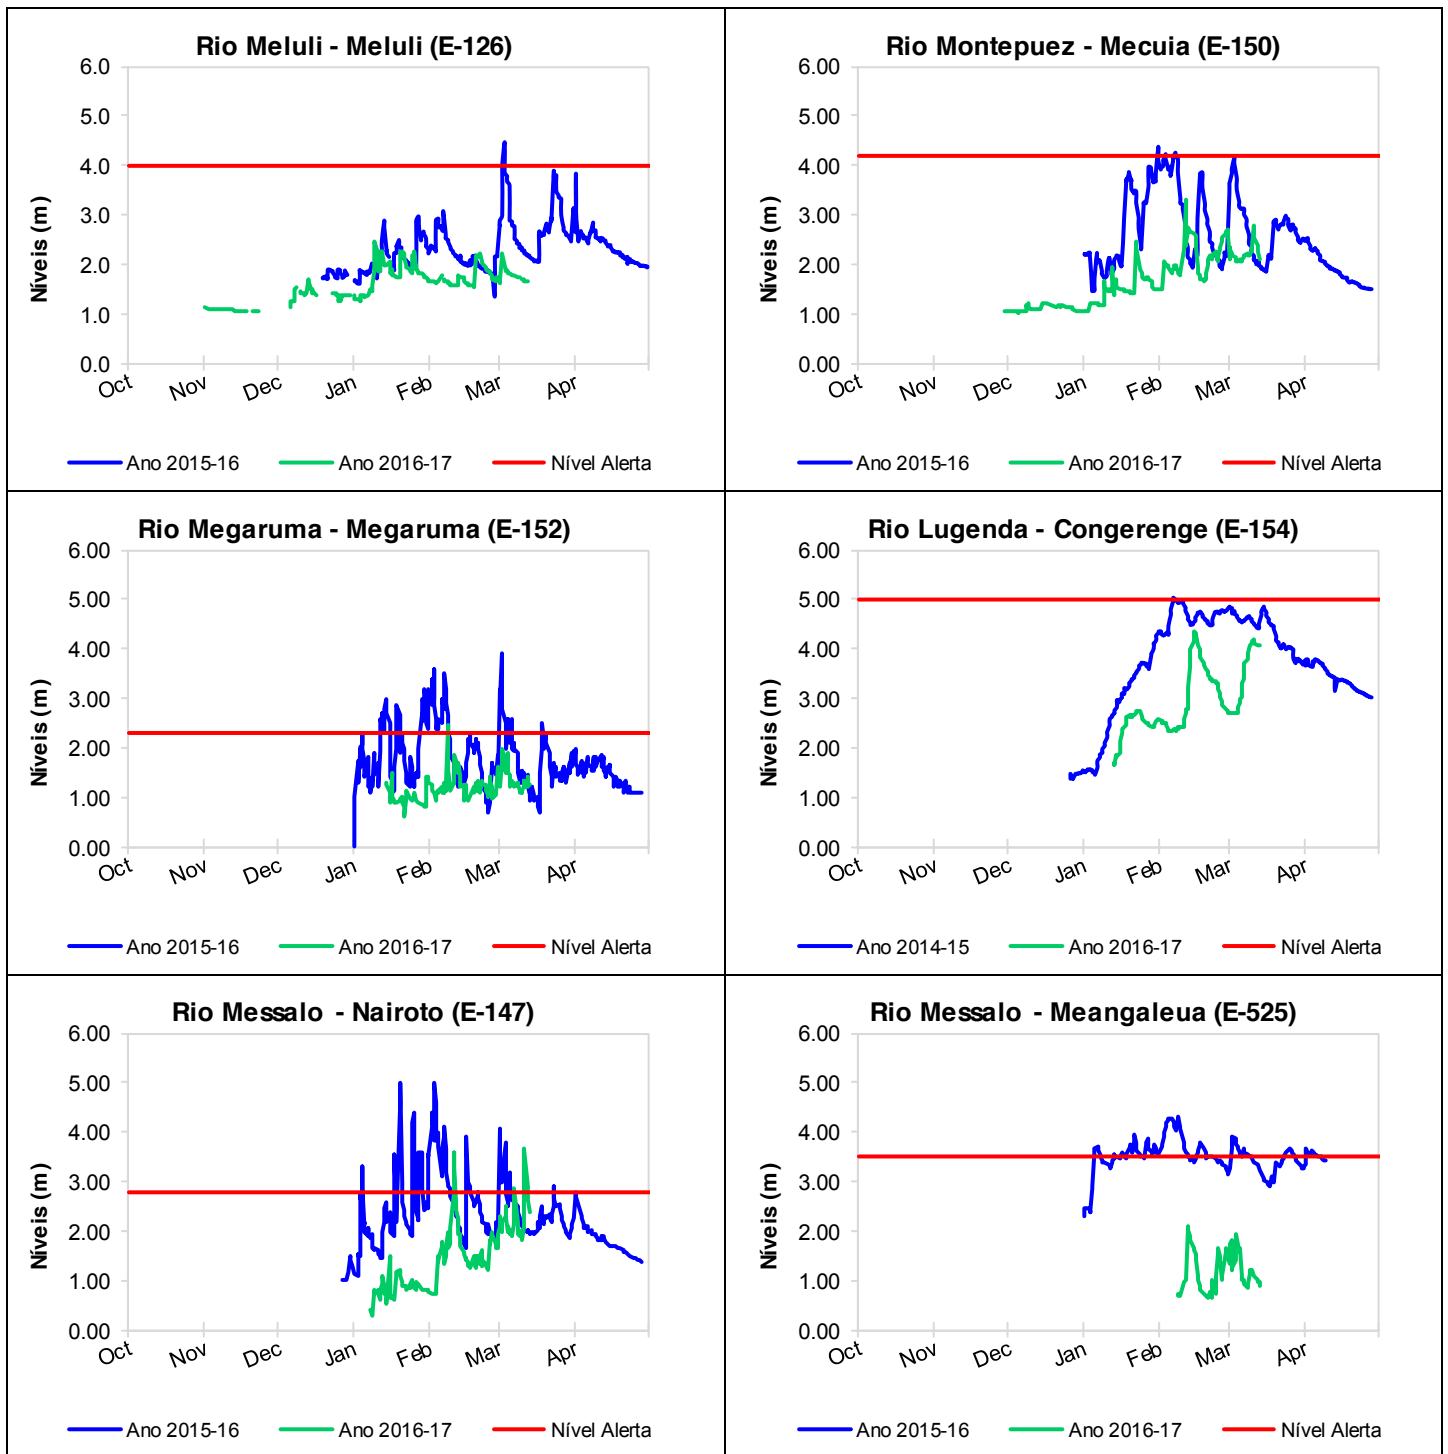 Rio Meluli - Meluli (E-126)
6.0
5.0
4.0
3.0
2.0
1.0
0.0
Níveis (m)
Oct Nov Dec Jan Feb Mar Apr
Ano 2015-16 Ano 2016-17 Nível Alerta
Rio Montepuez - Mecuia (E-150)
6.00
5.00
4.00
3.00
2.00
1.00
0.00
Níveis (m)
Oct Nov Dec Jan Feb Mar Apr
Ano 2015-16 Ano 2016-17 Nível Alerta
Rio Megaruma - Megaruma (E-152)
6.00
5.00
4.00
3.00
2.00
1.00
0.00
Níveis (m)
Oct Nov Dec Jan Feb Mar Apr
Ano 2015-16 Ano 2016-17 Nível Alerta
Rio Lugenda - Congerenge (E-154)
6.00
5.00
4.00
3.00
2.00
1.00
0.00
Níveis (m)
Oct Nov Dec Jan Feb Mar Apr
Ano 2014-15 Ano 2016-17 Nível Alerta
Rio Messalo - Nairoto (E-147)
6.00
5.00
4.00
3.00
2.00
1.00
0.00
Níveis (m)
Oct Nov Dec Jan Feb Mar Apr
Ano 2015-16 Ano 2016-17 Nível Alerta
Rio Messalo - Meangaleua (E-525)
6.00
5.00
4.00
3.00
2.00
1.00
0.00
Níveis (m)
Oct Nov Dec Jan Feb Mar Apr
Ano 2015-16 Ano 2016-17 Nível Alerta